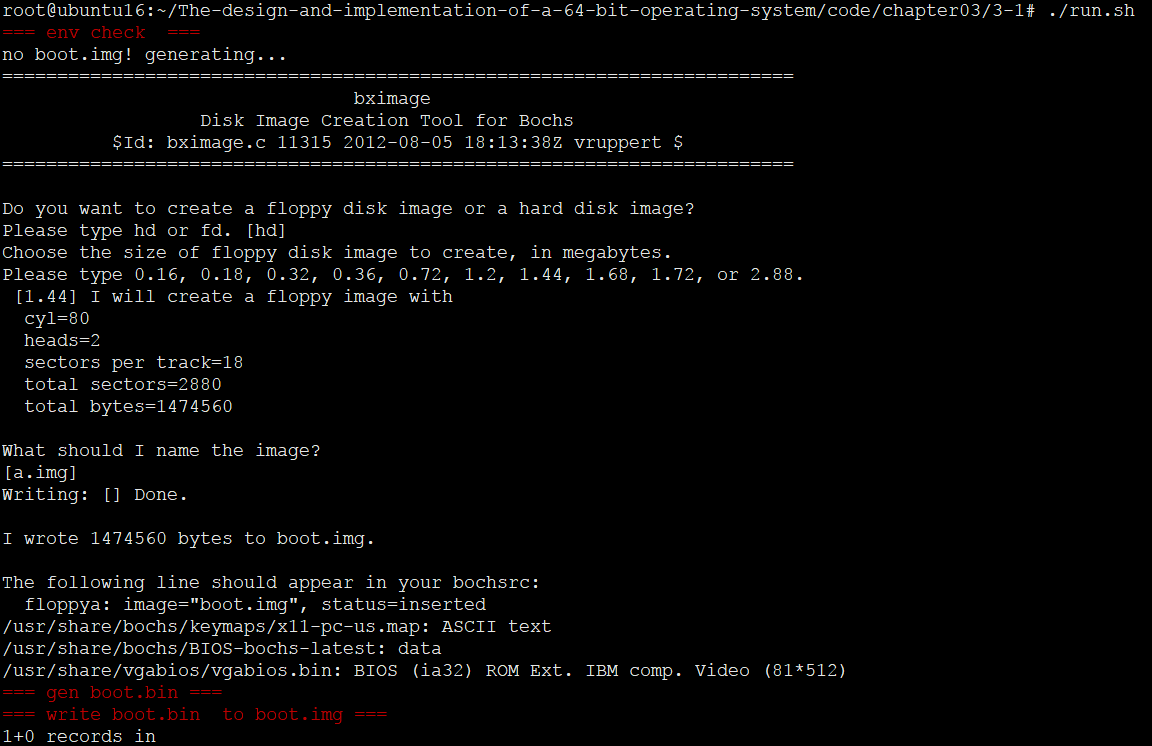 root@ubuntu16:~/The-design-and-implementation-of-a-64-bit-operating-system/code/chapter03/3-1# ./run.sh
=== env check  ===
no boot.img! generating...
========================================================================
                                bximage
                  Disk Image Creation Tool for Bochs
          $Id: bximage.c 11315 2012-08-05 18:13:38Z vruppert $
========================================================================

Do you want to create a floppy disk image or a hard disk image?
Please type hd or fd. [hd]
Choose the size of floppy disk image to create, in megabytes.
Please type 0.16, 0.18, 0.32, 0.36, 0.72, 1.2, 1.44, 1.68, 1.72, or 2.88.
 [1.44] I will create a floppy image with
  cyl=80
  heads=2
  sectors per track=18
  total sectors=2880
  total bytes=1474560

What should I name the image?
[a.img]
Writing: [] Done.

I wrote 1474560 bytes to boot.img.

The following line should appear in your bochsrc:
  floppya: image="boot.img", status=inserted
/usr/share/bochs/keymaps/x11-pc-us.map: ASCII text
/usr/share/bochs/BIOS-bochs-latest: data
/usr/share/vgabios/vgabios.bin: BIOS (ia32) ROM Ext. IBM comp. Video (81*512)
=== gen boot.bin ===
=== write boot.bin  to boot.img ===
1+0 records in